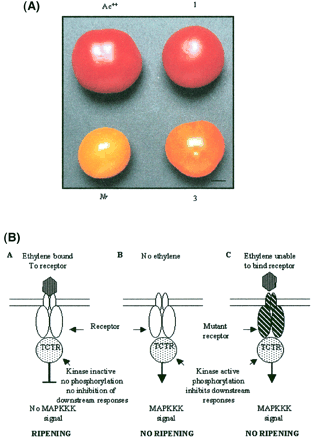 (A)
Ac++ 1
Nr 3
(B)
A Ethylene bound
To receptor
B No ethylene
C Ethylene unable
to bind receptor
Receptor
Mutant
receptor
TCTR
TCTR
TCTR
Kinase inactive
no phosphorylation
no inhibition of
downstream responses
Kinase active
phosphorylation
inhibits downstream
responses
No MAPKKK
signal
MAPKKK
signal
MAPKKK
signal
RIPENING
NO RIPENING
NO RIPENING